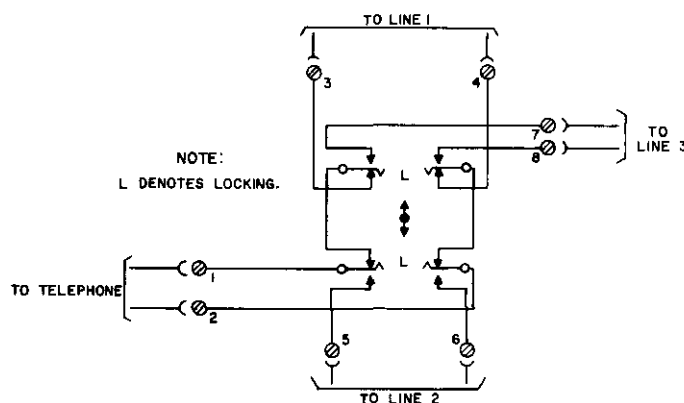 TO LINE 1
3
4
7
8
TO
LINE 3
NOTE:
L DENOTES LOCKING.
L
L
TO TELEPHONE
1
2
5
6
TO LINE 2